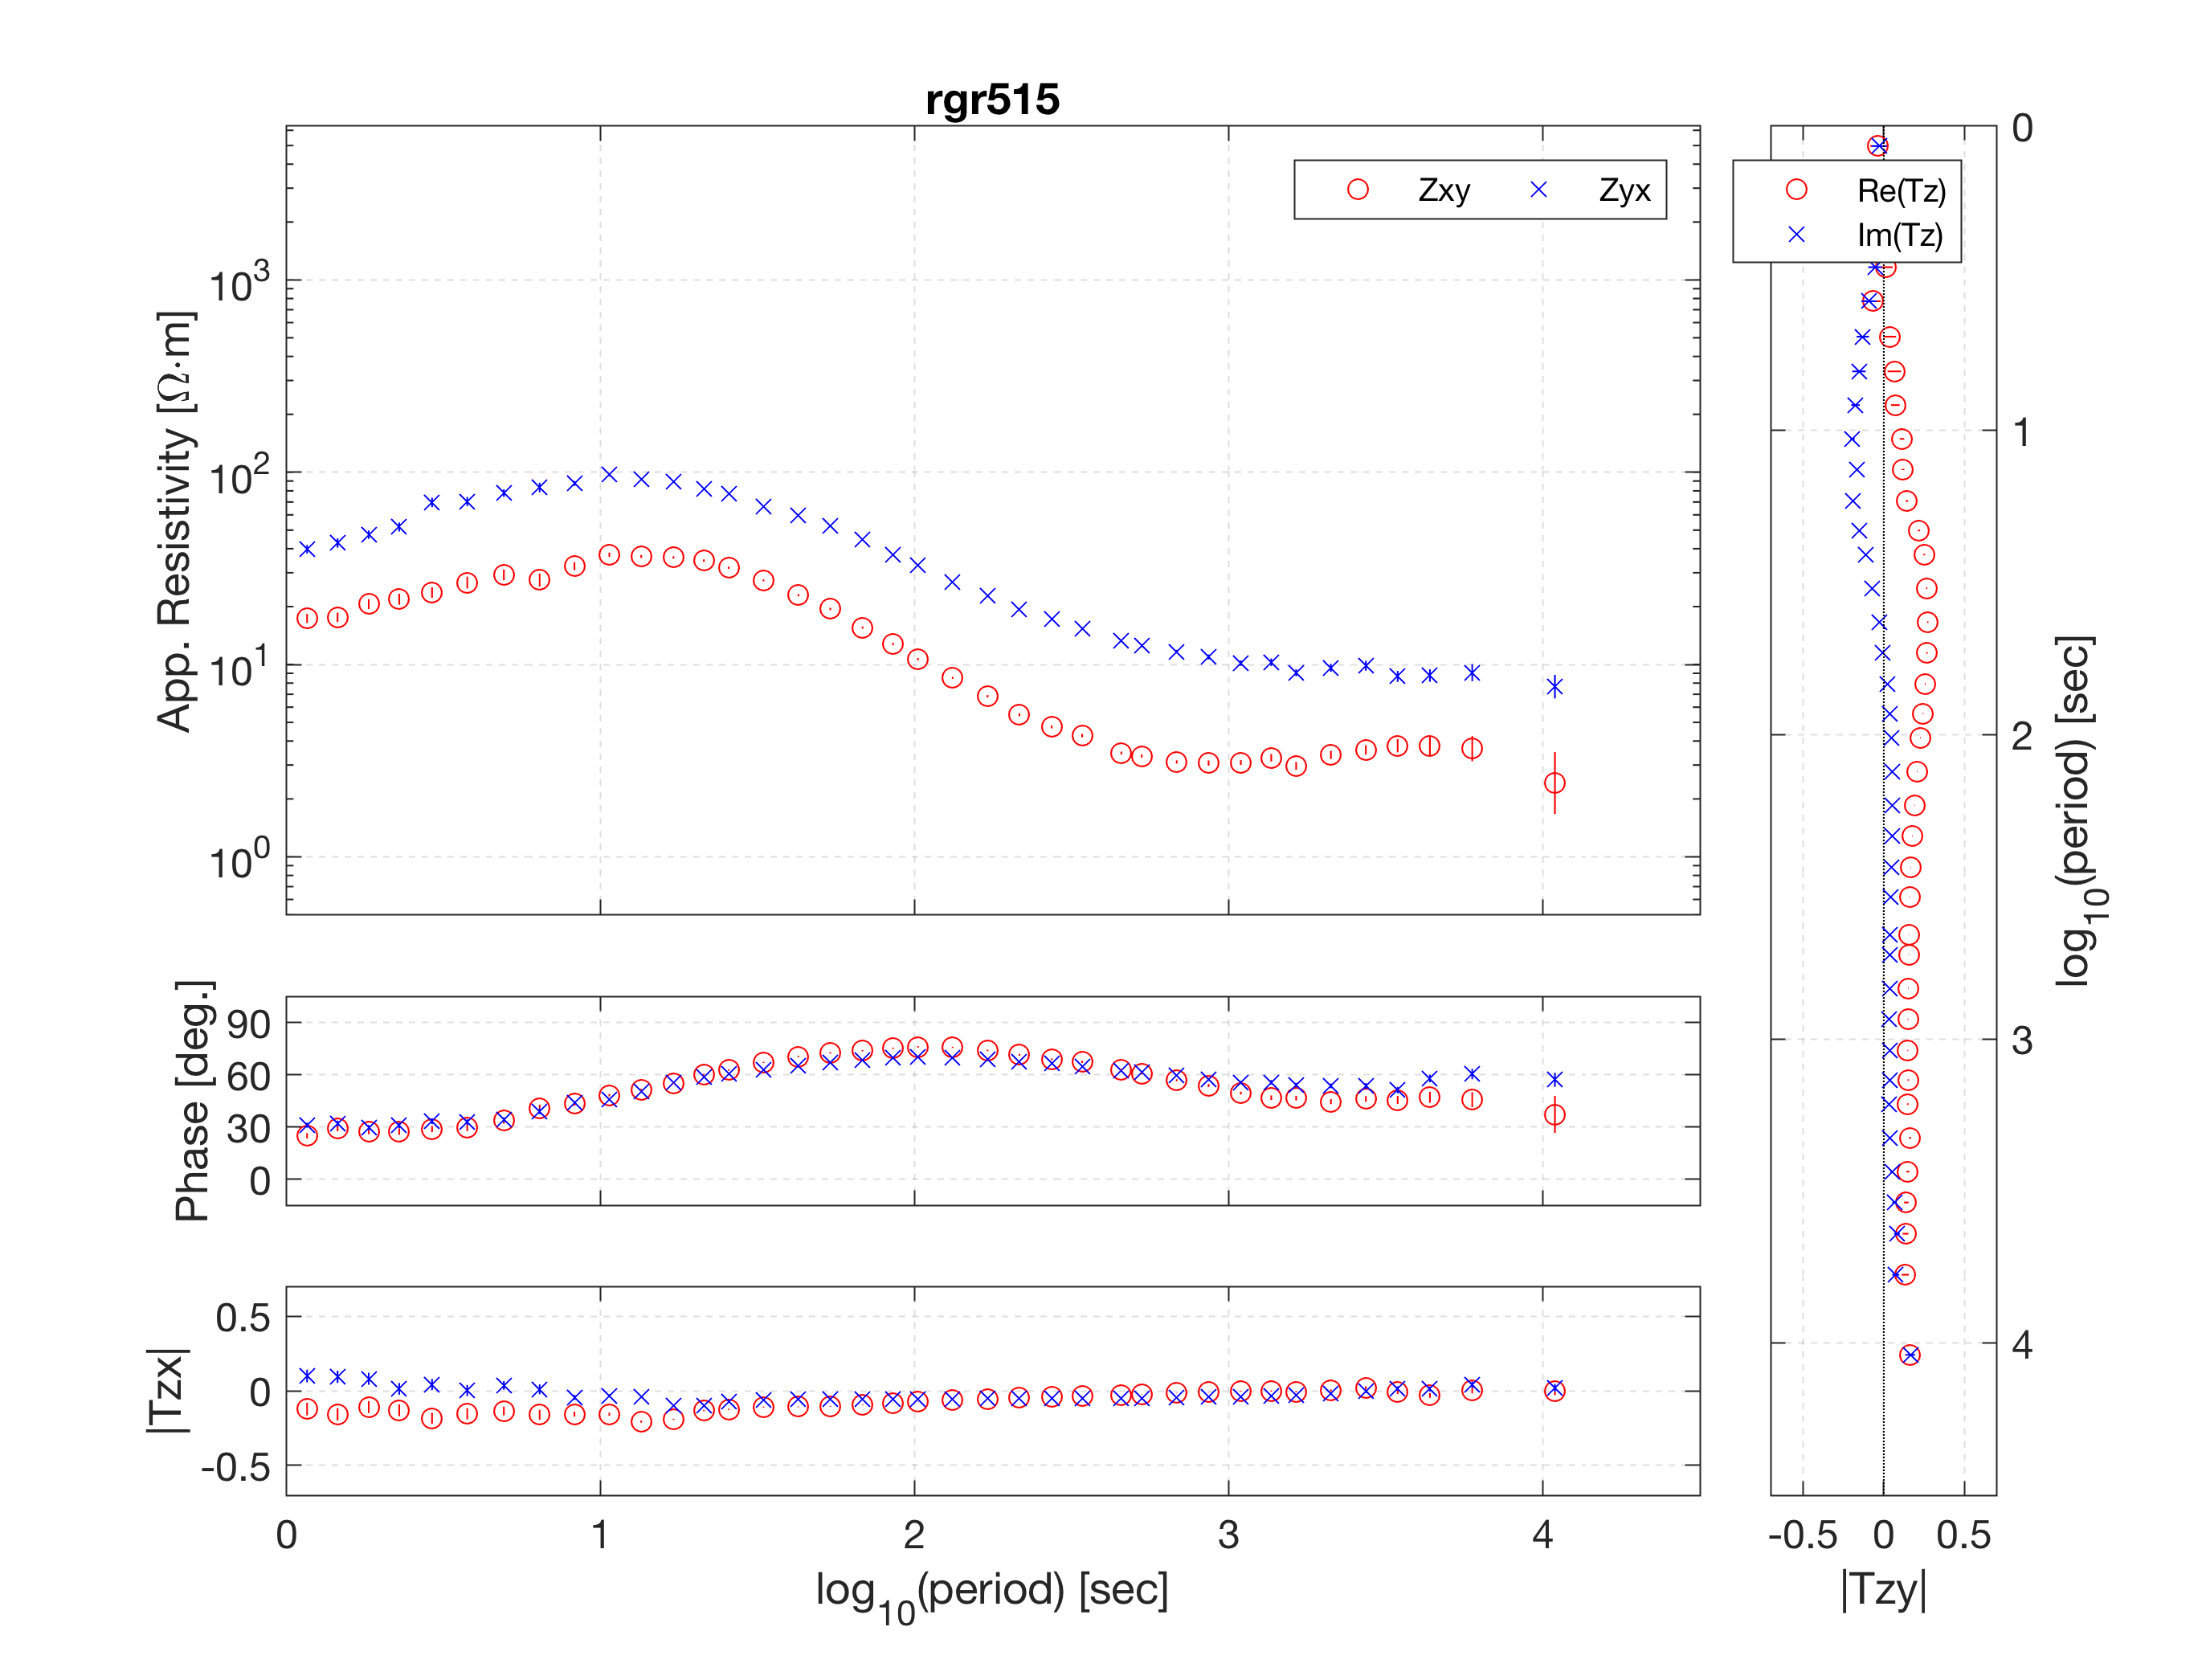 rgr515
App. Resistivity [Ω·m]
10^3
10^2
10^1
10^0
Zxy Zyx
Phase [deg.]
90
60
30
0
|Tzx|
0.5
0
-0.5
0 1 2 3 4
log10(period) [sec]
Re(Tz)
Im(Tz)
0
1
2
3
4
log10(period) [sec]
-0.5 0 0.5
|Tzy|